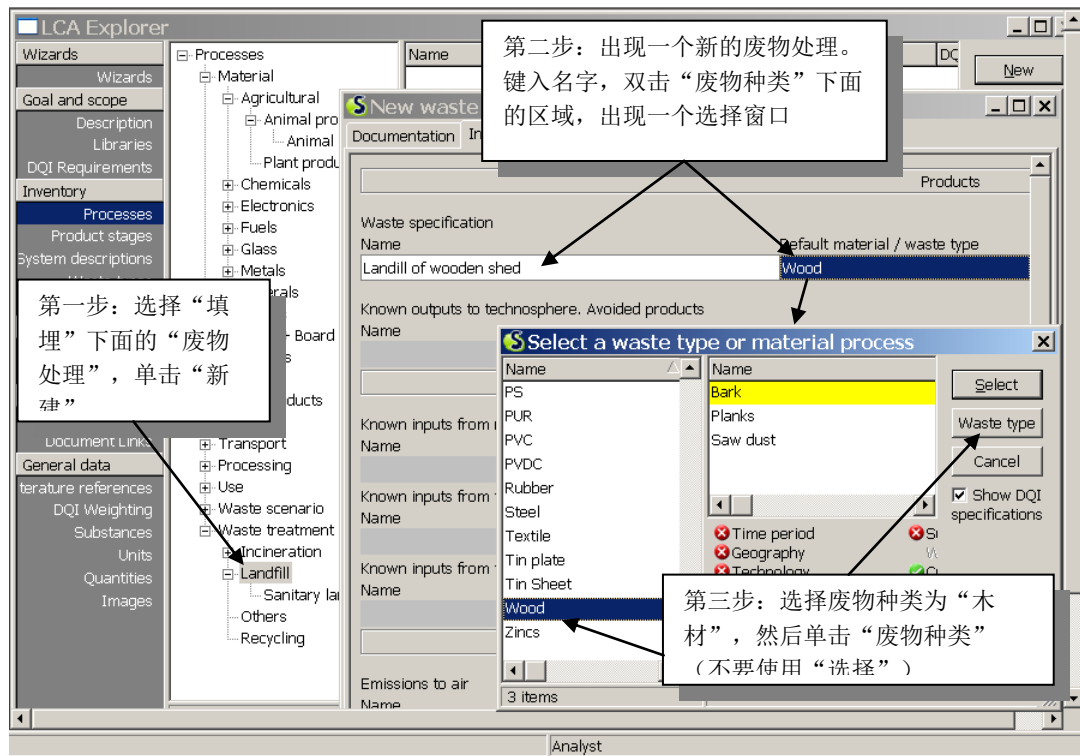 LCA Explorer
Wizards
Wizards
Goal and scope
Description
Libraries
DQI Requirements
Inventory
Processes
Product stages
System descriptions
Document Links
General data
terature references
DQI Weighting
Substances
Units
Quantities
Images
Processes
Material
Agricultural
Animal pro
Animal
Plant produ
Chemicals
Electronics
Fuels
Glass
Metals
erals
Board
s
ducts
Transport
Processing
Use
Waste scenario
Waste treatment
Incineration
Landfill
Sanitary lan
Others
Recycling
Name
DQ
New
第二步：出现一个新的废物处理。
键入名字，双击“废物种类”下面
的区域，出现一个选择窗口
New waste
Documentation
In
Products
Waste specification
Name
Default material / waste type
Landill of wooden shed
Wood
Known outputs to technosphere. Avoided products
Name
Known inputs from
Name
Known inputs from
Name
Known inputs from
Name
Emissions to air
Name
第一步：选择“填
埋”下面的“废物
处理”，单击“新
建”
Select a waste type or material process
Name
PS
PUR
PVC
PVDC
Rubber
Steel
Textile
Tin plate
Tin Sheet
Wood
Zincs
3 items
Name
Bark
Planks
Saw dust
Select
Waste type
Cancel
Show DQI
specifications
Time period
Geography
Technology
第三步：选择废物种类为“木
材”，然后单击“废物种类”
（不要使用“选择”）
Analyst